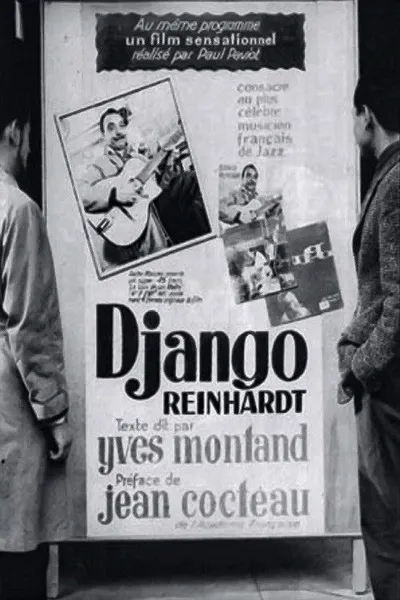 Au même programme
un film sensationnel
réalisé par Paul Paviot
consacré
au plus
célèbre
musicien
français
de Jazz
Django
REINHARDT
Texte dit par
yves montand
Préface de
jean cocteau
de l'Académie Française